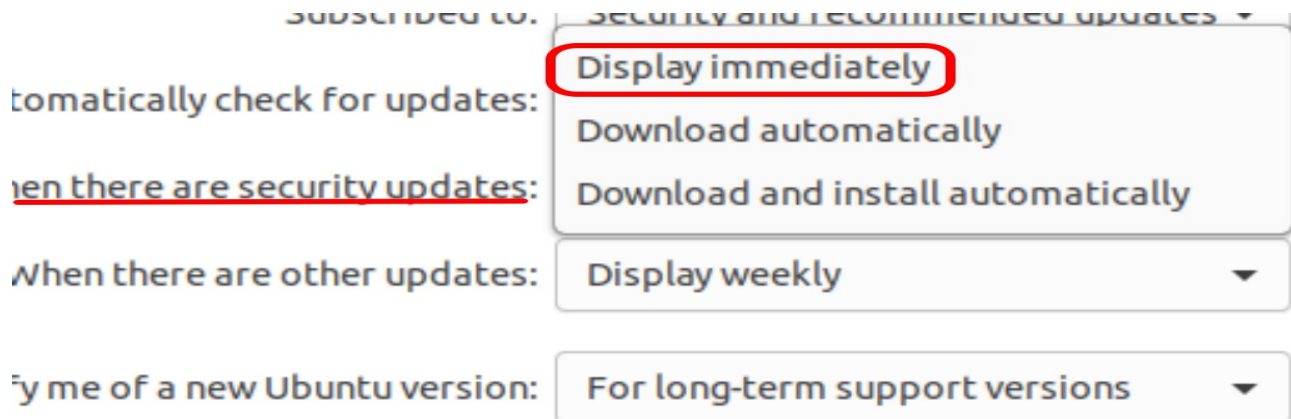 Subscribed to: Security and recommended updates
Display immediately
tomatically check for updates:
Download automatically
hen there are security updates:
Download and install automatically
When there are other updates: Display weekly
fy me of a new Ubuntu version: For long-term support versions